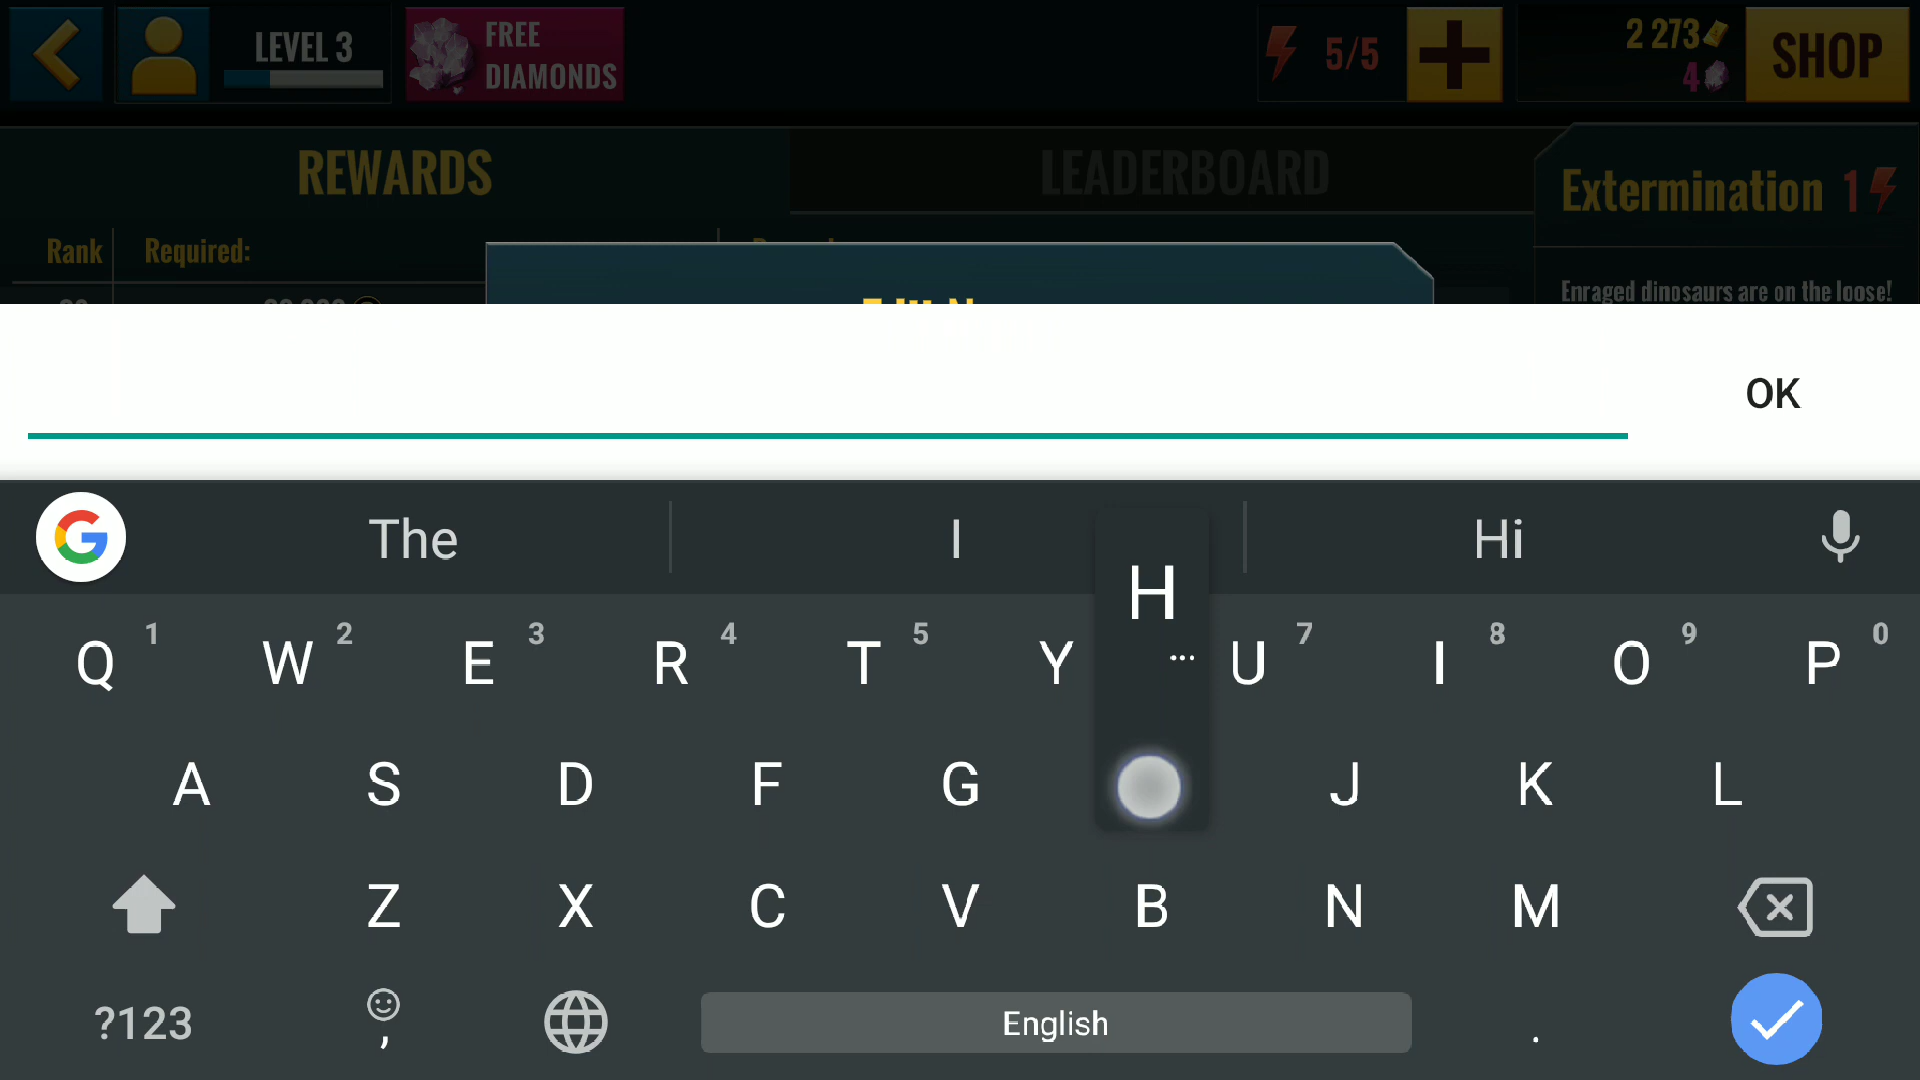 LEVEL 3
FREE
DIAMONDS
5/5
2 273
4
SHOP
REWARDS
LEADERBOARD
Extermination 1
Rank
Required:
Enraged dinosaurs are on the loose!
OK
The
I
Hi
H
...
Q 1 W 2 E 3 R 4 T 5 Y U 7 I 8 O 9 P 0
A S D F G J K L
Z X C V B N M
?123
,
English
.